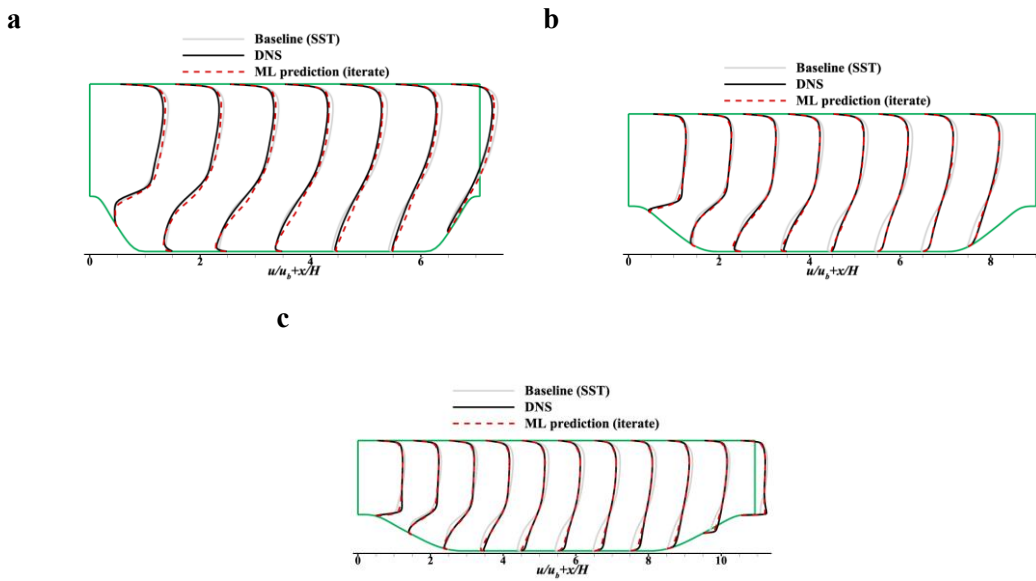 a
Baseline (SST)
DNS
ML prediction (iterate)
0 2 4 6
u/u_b+x/H
b
Baseline (SST)
DNS
ML prediction (iterate)
0 2 4 6 8
u/u_b+x/H
c
Baseline (SST)
DNS
ML prediction (iterate)
0 2 4 6 8 10
u/u_b+x/H